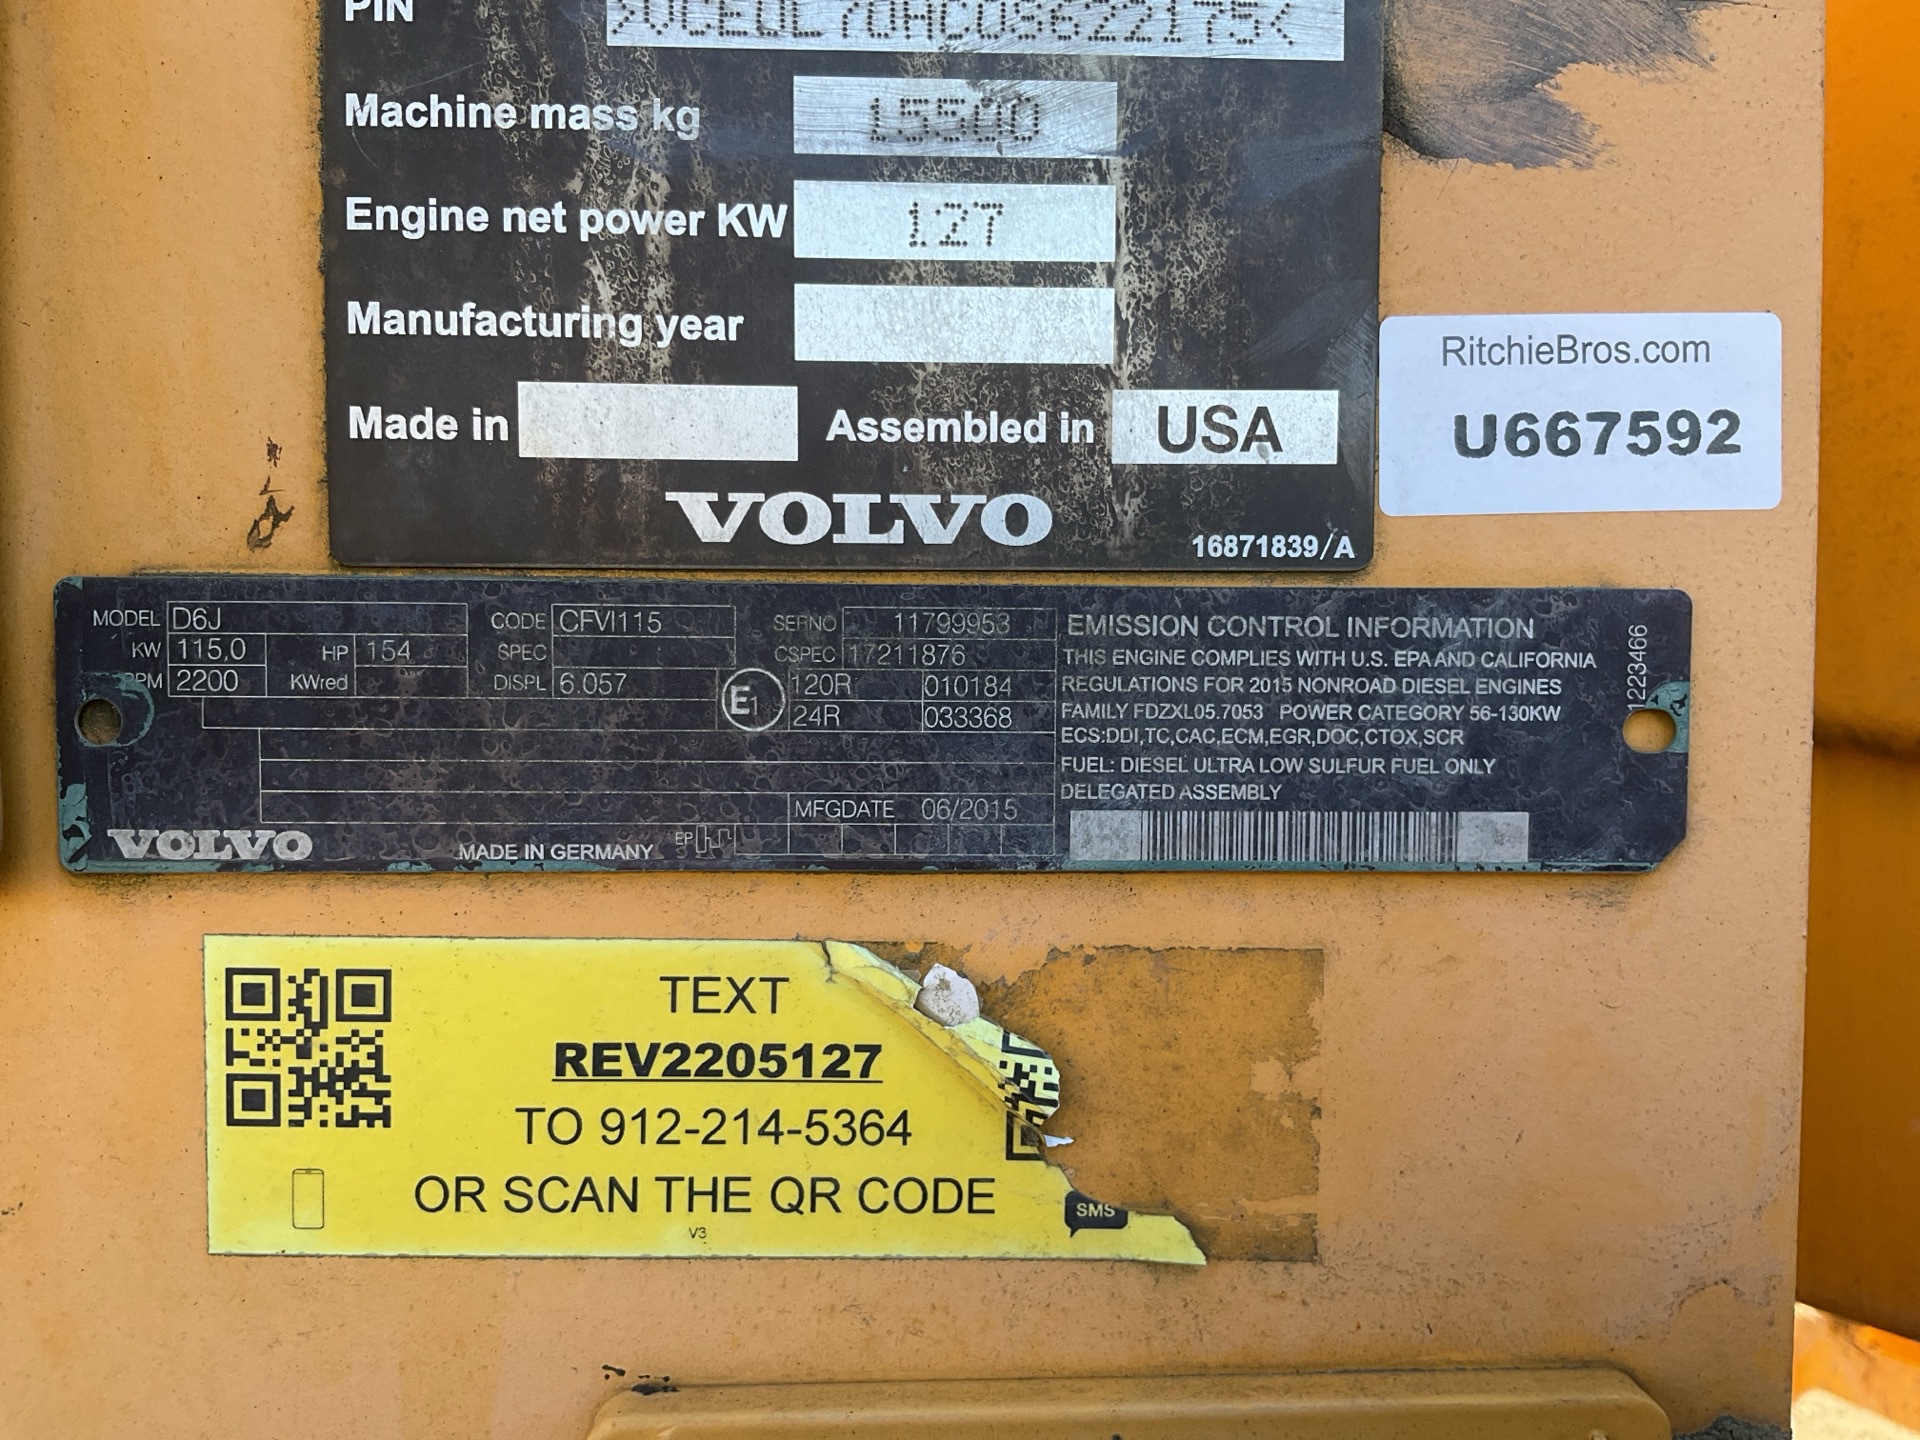 PIN >VCEOL70HC0S622175<
Machine mass kg 15500
Engine net power KW 127
Manufacturing year
Made in Assembled in USA
VOLVO 16871839/A
RitchieBros.com
U667592
MODEL D6J CODE CFVI115 SERNO 11799953
KW 115,0 HP 154 SPEC CSPEC 17211876
RPM 2200 KWred DISPL 6.057 E1 120R 010184
24R 033368
MFGDATE 06/2015
VOLVO MADE IN GERMANY EP
EMISSION CONTROL INFORMATION
THIS ENGINE COMPLIES WITH U.S. EPA AND CALIFORNIA
REGULATIONS FOR 2015 NONROAD DIESEL ENGINES
FAMILY FDZXL05.7053 POWER CATEGORY 56-130KW
ECS:DDI,TC,CAC,ECM,EGR,DOC,CTOX,SCR
FUEL: DIESEL ULTRA LOW SULFUR FUEL ONLY
DELEGATED ASSEMBLY
1223466
TEXT
REV2205127
TO 912-214-5364
OR SCAN THE QR CODE
V3
SMS